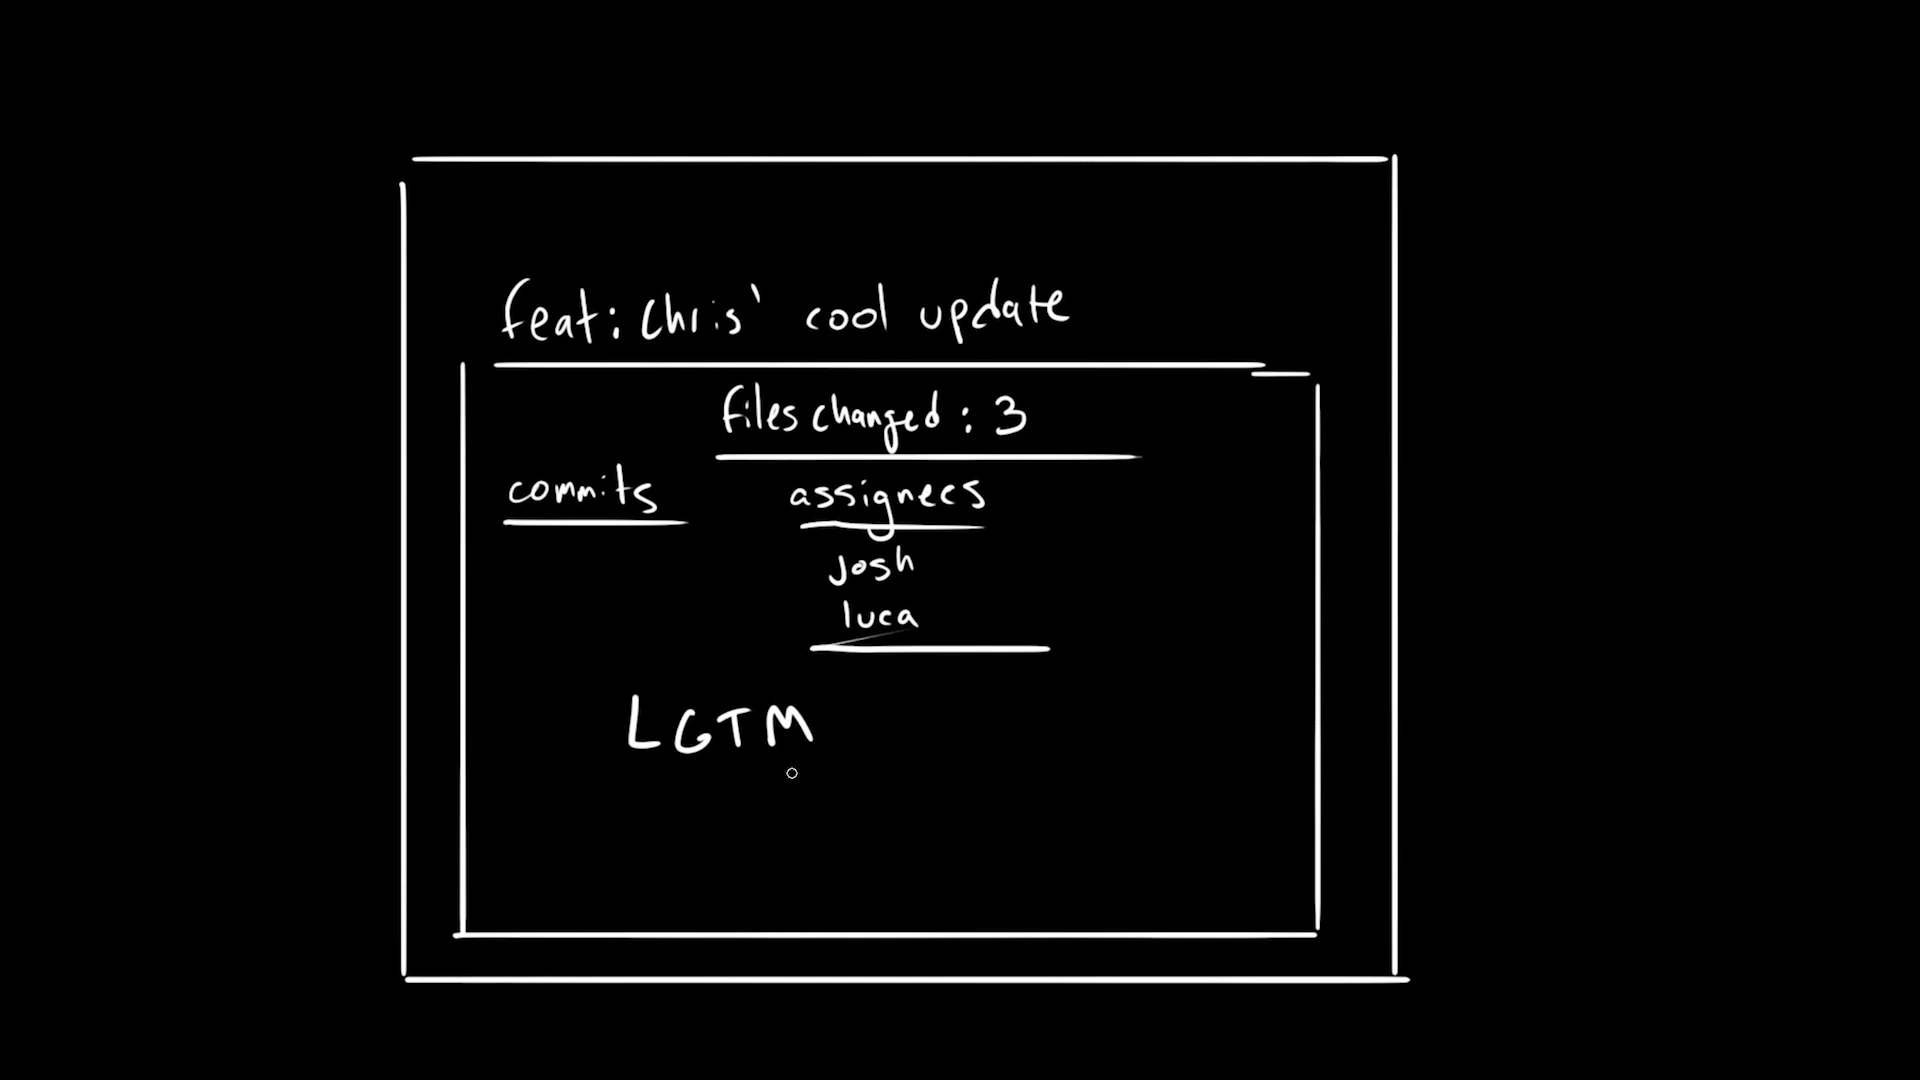 feat: Chris' cool update
files changed: 3
commits
assignees
Josh
luca
LGTM